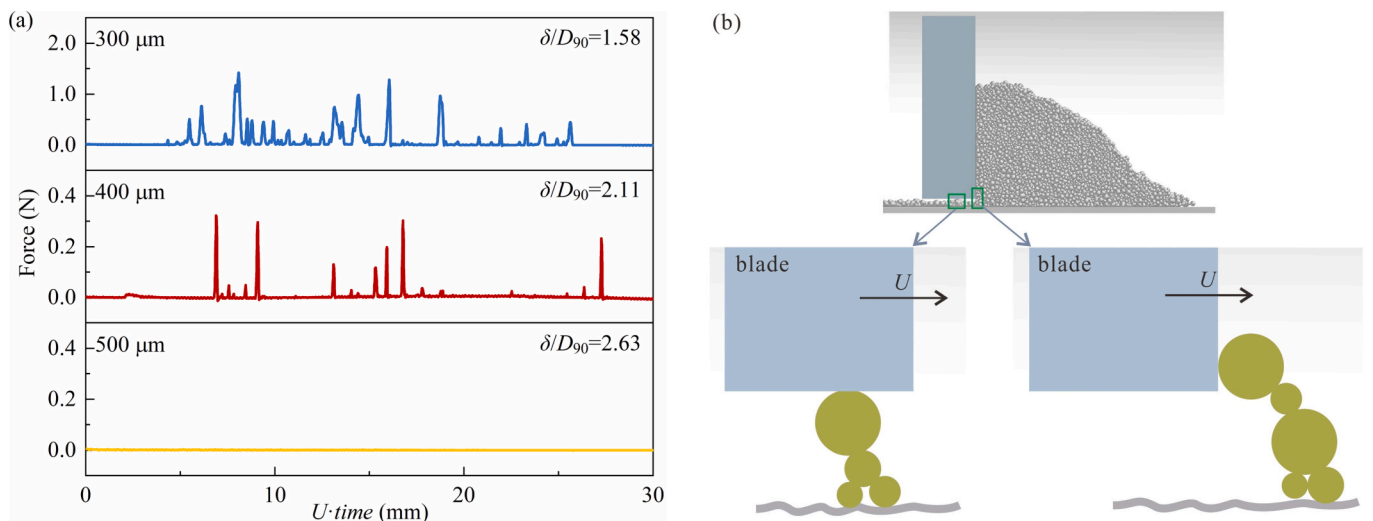 (a)
300 μm
δ/D90=1.58
2.0
1.0
0.0
400 μm
δ/D90=2.11
0.4
0.2
0.0
500 μm
δ/D90=2.63
0.4
0.2
0.0
Force (N)
0 10 20 30
U·time (mm)
(b)
blade
U
blade
U